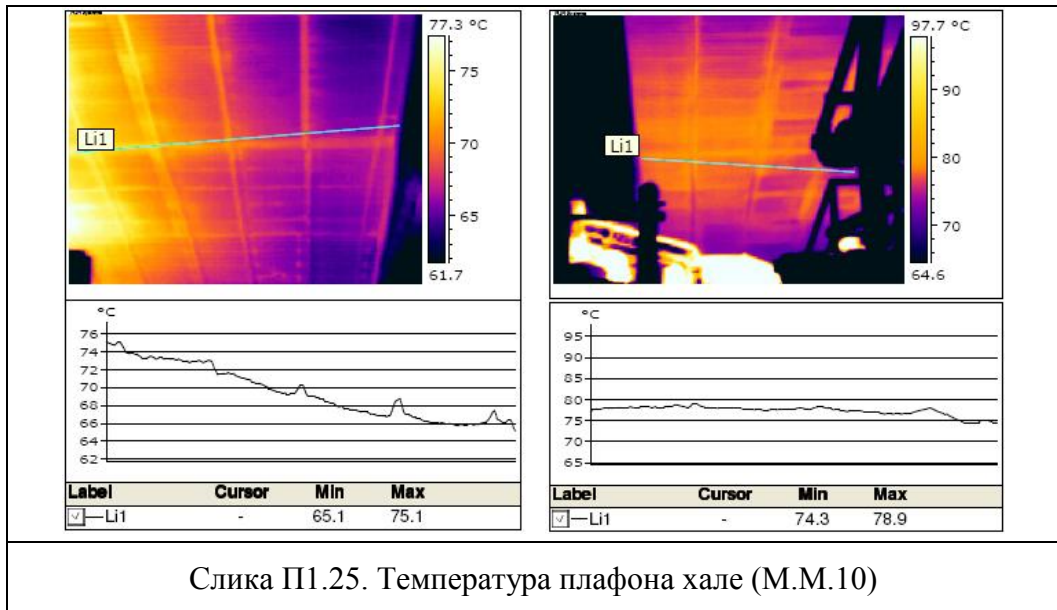 77.3 °C
75
70
65
61.7
Li1
97.7 °C
90
80
70
64.6
Li1
°C
76
74
72
70
68
66
64
62
Label Cursor Min Max
Li1 - 65.1 75.1
°C
95
90
85
80
75
70
65
Label Cursor Min Max
Li1 - 74.3 78.9
Слика П1.25. Температура плафона хале (М.М.10)